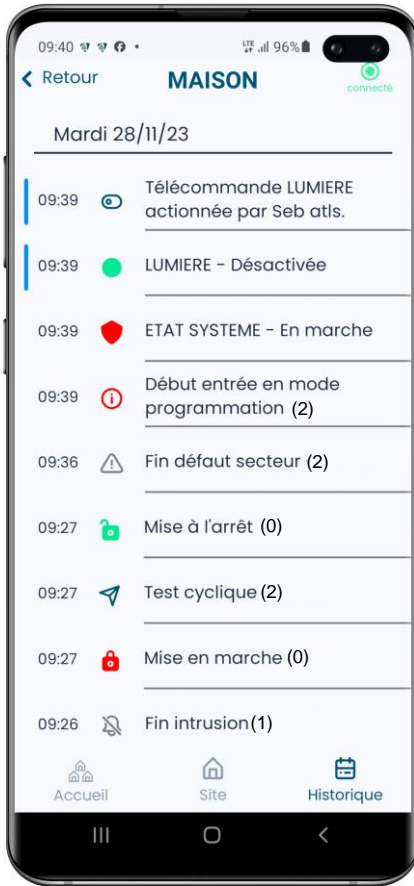 09:40
LTE 96%
Retour
MAISON
connecté
Mardi 28/11/23
09:39 Télécommande LUMIERE
actionnée par Seb atls.
09:39 LUMIERE - Désactivée
09:39 ETAT SYSTEME - En marche
09:39 Début entrée en mode
programmation (2)
09:36 Fin défaut secteur (2)
09:27 Mise à l'arrêt (0)
09:27 Test cyclique (2)
09:27 Mise en marche (0)
09:26 Fin intrusion (1)
Accueil Site Historique